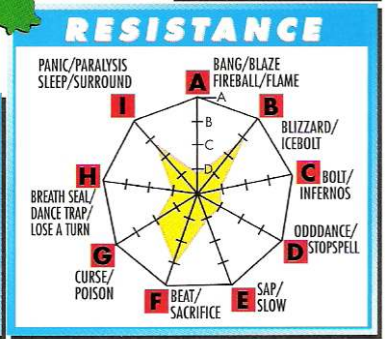 RESISTANCE
PANIC/PARALYSIS
SLEEP/SURROUND
A
BANG/BLAZE
FIREBALL/FLAME
I
A
B
B
BLIZZARD/
ICEBOLT
C
D
H
C
BOLT/
INFERNOS
BREATH SEAL/
DANCE TRAP/
LOSE A TURN
ODDDANCE/
STOPSPELL
D
G
CURSE/
POISON
F
BEAT/
SACRIFICE
E
SAP/
SLOW